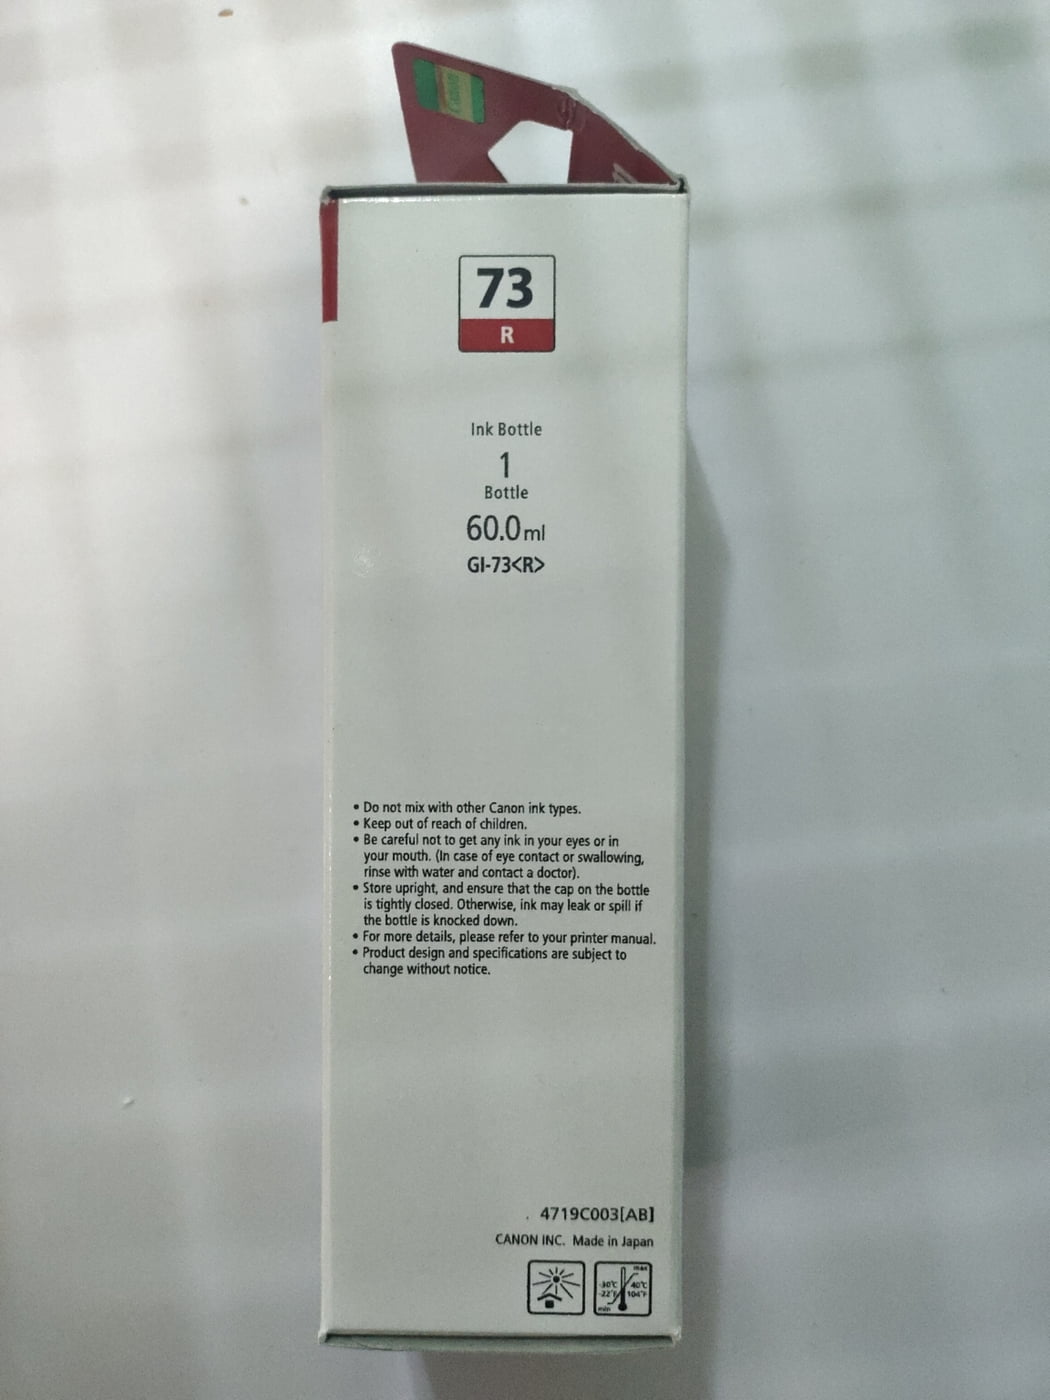 73
R
Ink Bottle
1
Bottle
60.0ml
GI-73<R>
• Do not mix with other Canon ink types.
• Keep out of reach of children.
• Be careful not to get any ink in your eyes or in
your mouth. (In case of eye contact or swallowing,
rinse with water and contact a doctor).
• Store upright, and ensure that the cap on the bottle
is tightly closed. Otherwise, ink may leak or spill if
the bottle is knocked down.
• For more details, please refer to your printer manual.
• Product design and specifications are subject to
change without notice.
4719C003[AB]
CANON INC. Made in Japan
max
-30°C 40°C
-22°F 104°F
min